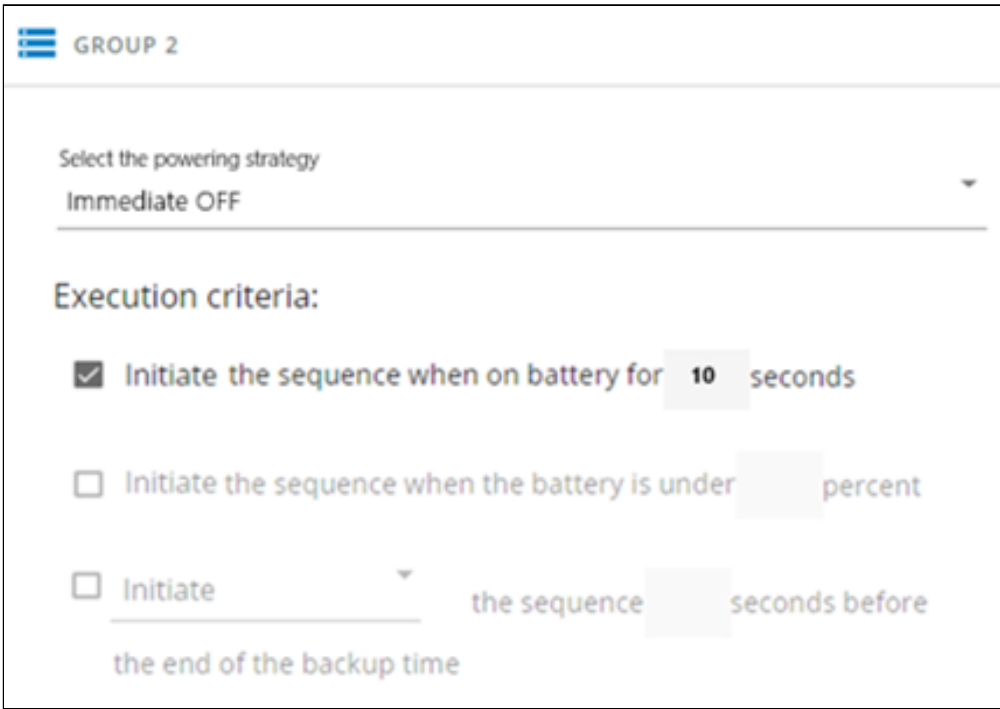 GROUP 2
Select the powering strategy
Immediate OFF
Execution criteria:
Initiate the sequence when on battery for 10 seconds
Initiate the sequence when the battery is under percent
Initiate the sequence seconds before
the end of the backup time